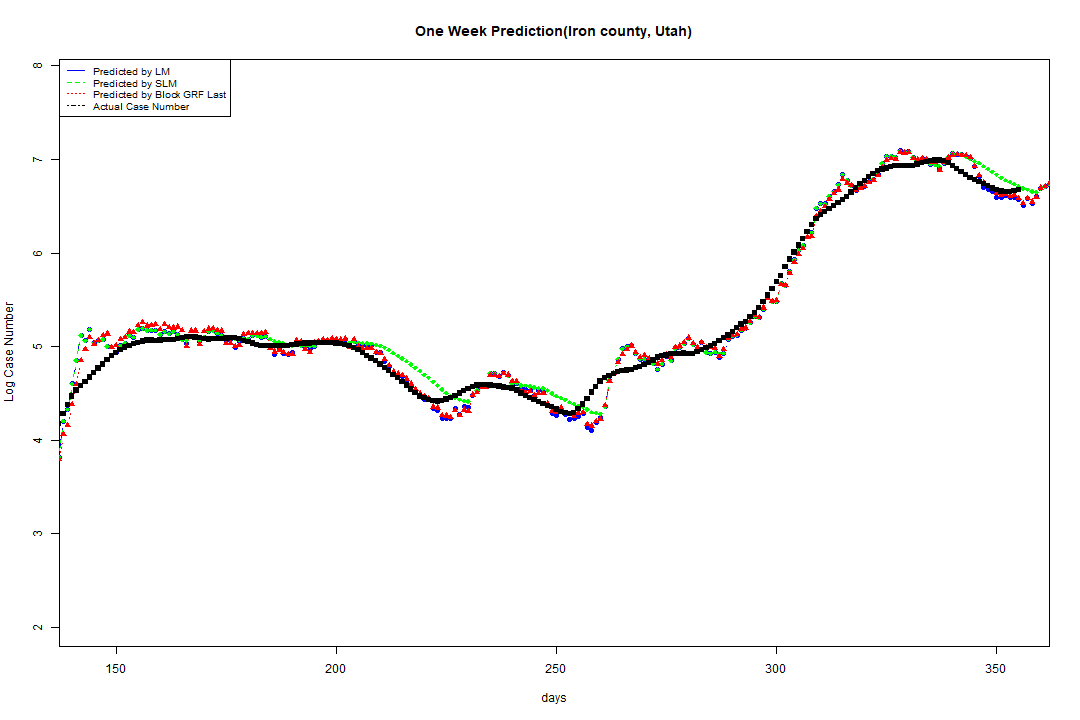 One Week Prediction(Iron county, Utah)
Predicted by LM
Predicted by SLM
Predicted by Block GRF Last
Actual Case Number
8
7
6
5
4
3
2
Log Case Number
150 200 250 300 350
days